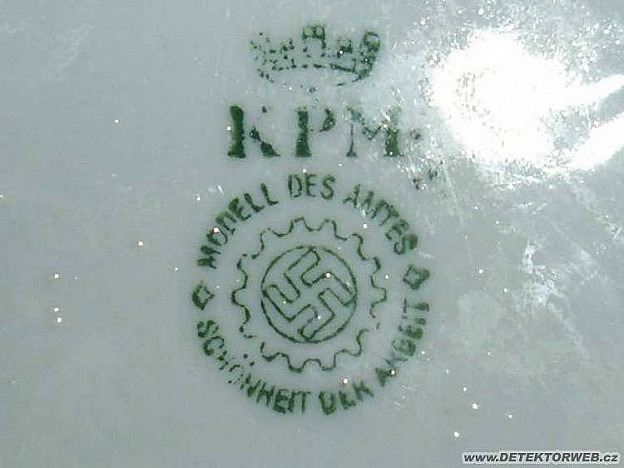 KPM
MODELL DES AMTES
SCHÖNHEIT DER ARBEIT
www.DETEKTORWEB.cz